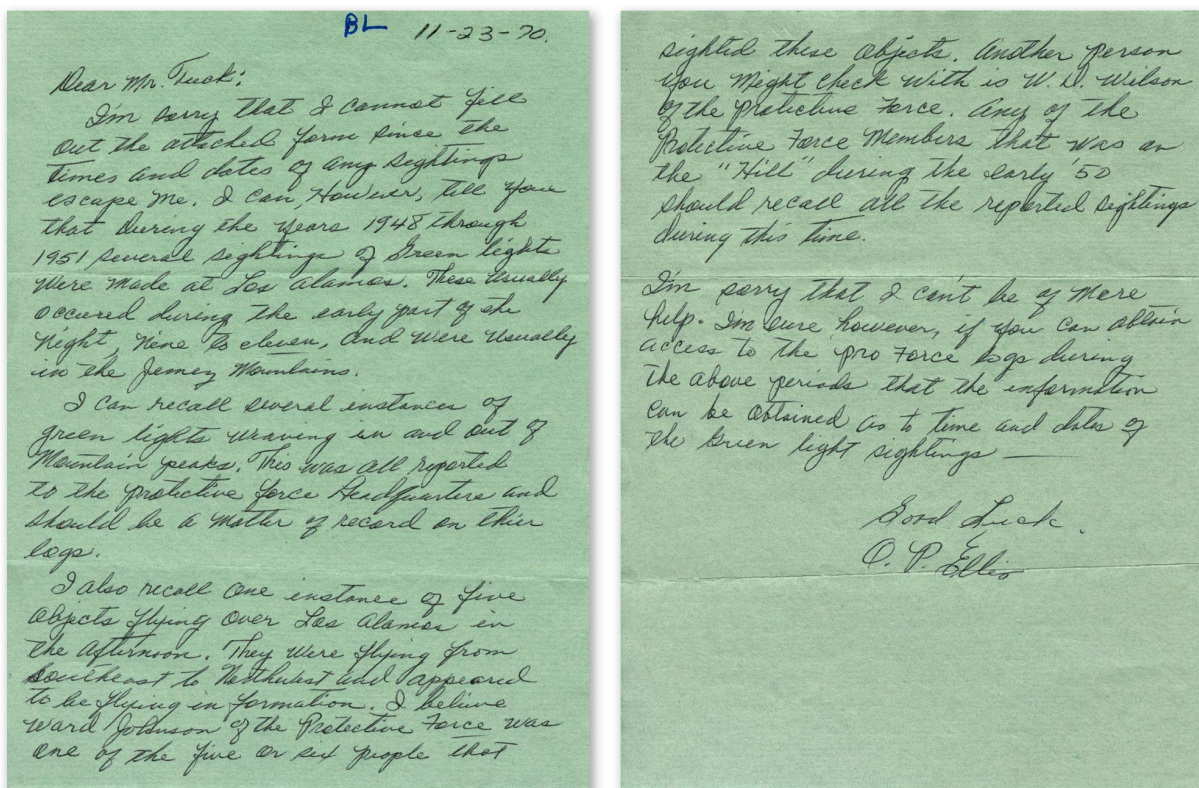 BL 11-23-70.
Dear Mr. Tuck:
I'm sorry that I cannot fill
out the attached form since the
times and dates of any sightings
escape me. I can, However, tell you
that During the years 1948 through
1951 several sightings of Green lights
were made at Los Alamos. These usually
occured during the early part of the
night, nine to eleven, and were usually
in the Jemez Mountains.
I can recall several instances of
green lights weaving in and out of
Mountain peaks. This was all reported
to the protective force Headquarters and
should be a matter of record on thier
logs.
I also recall one instance of five
objects flying over Los Alamos in
the afternoon. They were flying from
Southeast to Northwest and appeared
to be flying in formation. I believe
Ward Johnson of the Protective Force was
one of the five or six people that
sighted these objects. Another person
you might check with is W. D. Wilson
of the Protective Force. Any of the
Protective Force Members that was on
the "Hill" during the early '50
should recall all the reported sightings
during this time.
I'm sorry that I can't be of more
help. I'm sure however, if you can obtain
access to the pro Force logs during
the above periods that the information
can be obtained as to time and dates of
the Green light sightings —
Good Luck.
O. P. Ellis